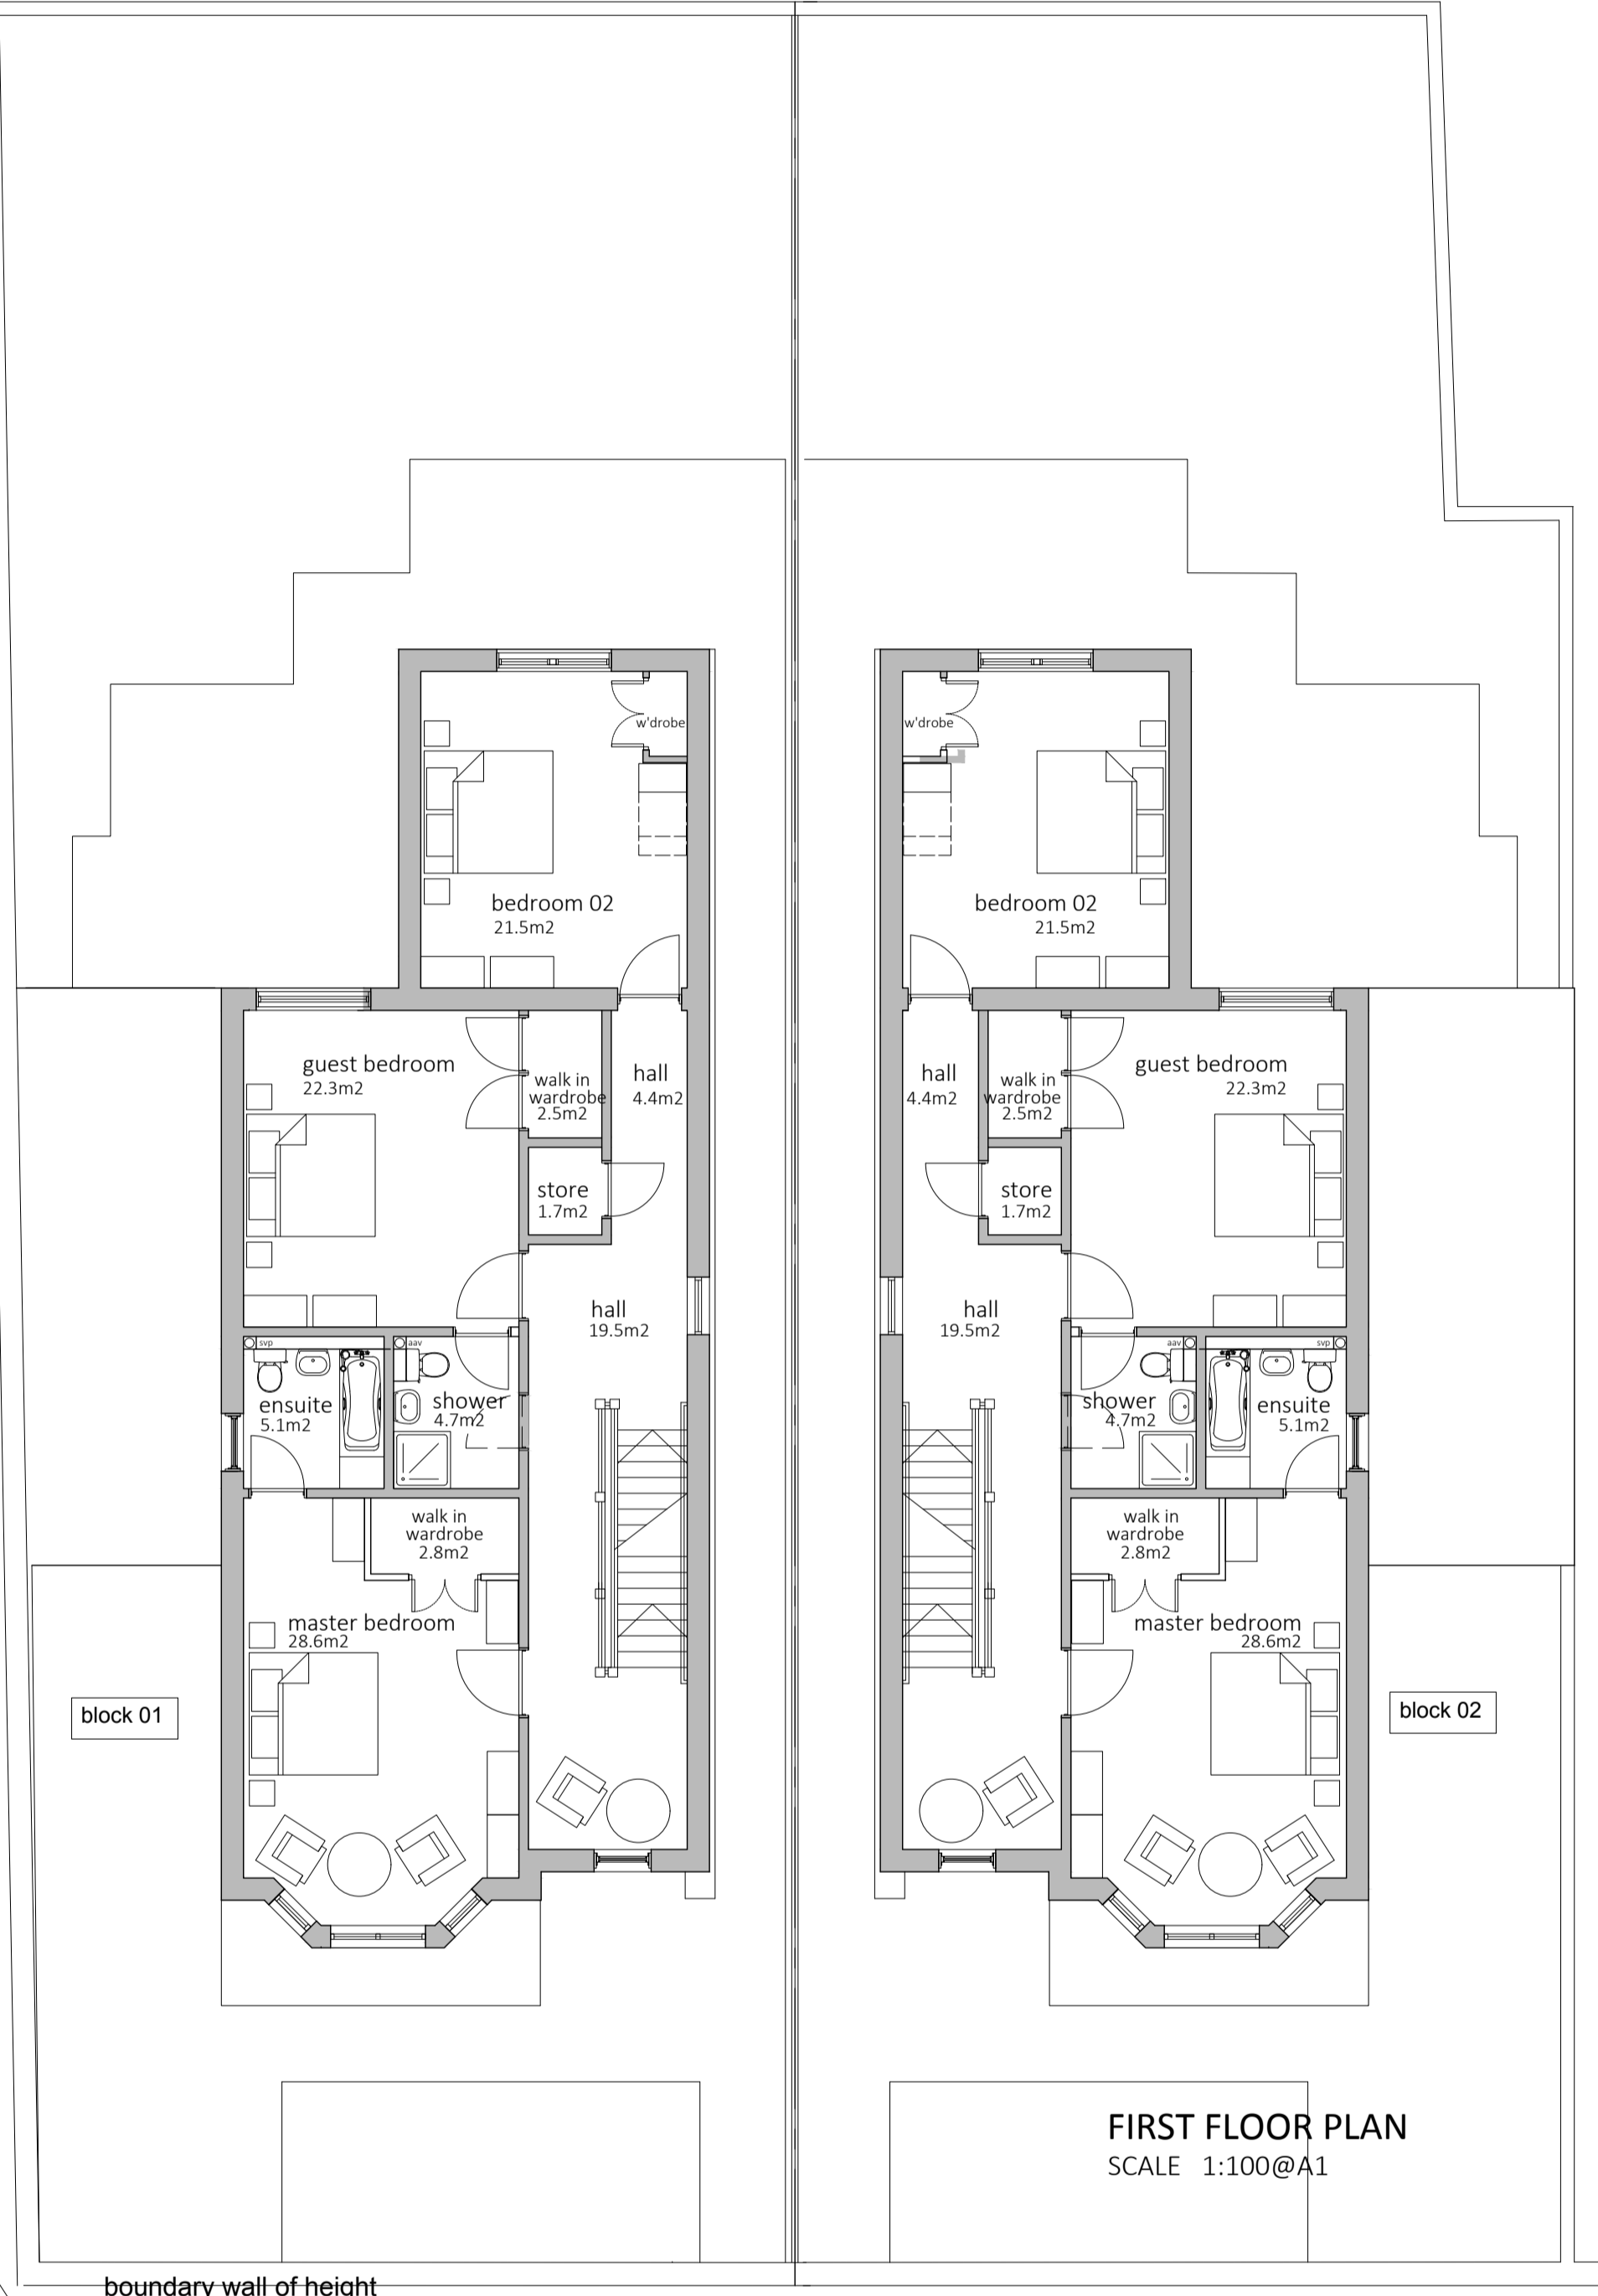 w'drobe
w'drobe
bedroom 02
21.5m2
bedroom 02
21.5m2
guest bedroom
22.3m2
walk in
wardrobe
2.5m2
hall
4.4m2
hall
4.4m2
walk in
wardrobe
2.5m2
guest bedroom
22.3m2
store
1.7m2
store
1.7m2
hall
19.5m2
hall
19.5m2
svp
aav
aav
svp
ensuite
5.1m2
shower
4.7m2
shower
4.7m2
ensuite
5.1m2
walk in
wardrobe
2.8m2
walk in
wardrobe
2.8m2
master bedroom
28.6m2
master bedroom
28.6m2
block 01
block 02
FIRST FLOOR PLAN
SCALE 1:100@A1
boundary wall of height